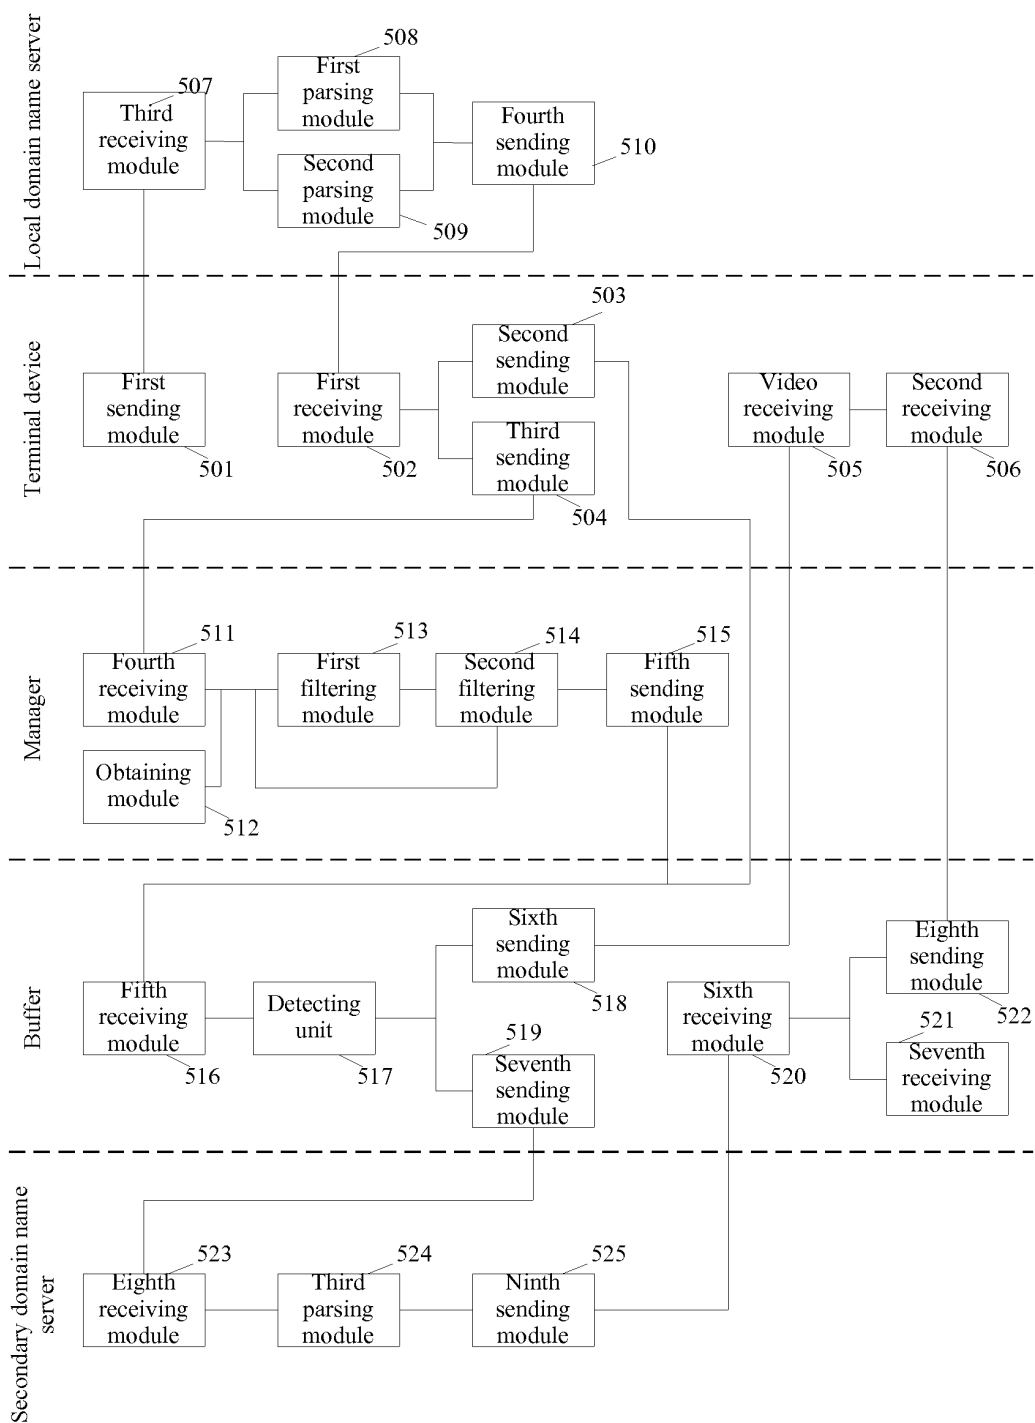 Local domain name server
507
Third
receiving
module
508
First
parsing
module
Second
parsing
module
509
Fourth
sending
module
510
Terminal device
First
sending
module
501
First
receiving
module
502
503
Second
sending
module
Third
sending
module
504
Video
receiving
module
505
Second
receiving
module
506
Manager
511
Fourth
receiving
module
Obtaining
module
512
513
First
filtering
module
514
Second
filtering
module
515
Fifth
sending
module
Buffer
Fifth
receiving
module
516
Detecting
unit
517
Sixth
sending
module
518
519
Seventh
sending
module
Sixth
receiving
module
520
Eighth
sending
module
522
521
Seventh
receiving
module
Secondary domain name
server
523
Eighth
receiving
module
524
Third
parsing
module
525
Ninth
sending
module